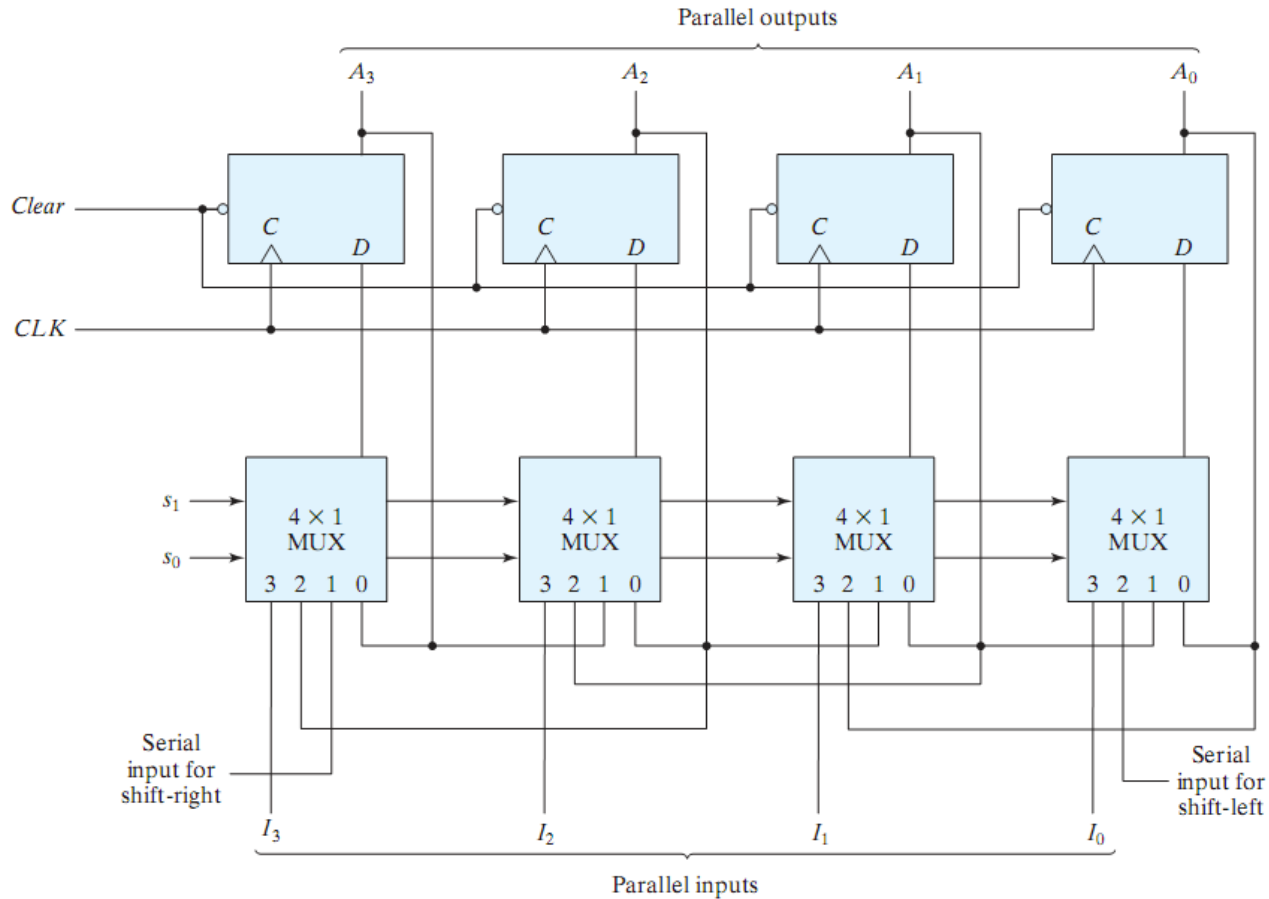 Parallel outputs
A₃ A₂ A₁ A₀
Clear
C D C D C D C D
CLK
s₁
s₀
4 × 1 4 × 1 4 × 1 4 × 1
MUX MUX MUX MUX
3 2 1 0 3 2 1 0 3 2 1 0 3 2 1 0
Serial
input for
shift-right
Serial
input for
shift-left
I₃ I₂ I₁ I₀
Parallel inputs